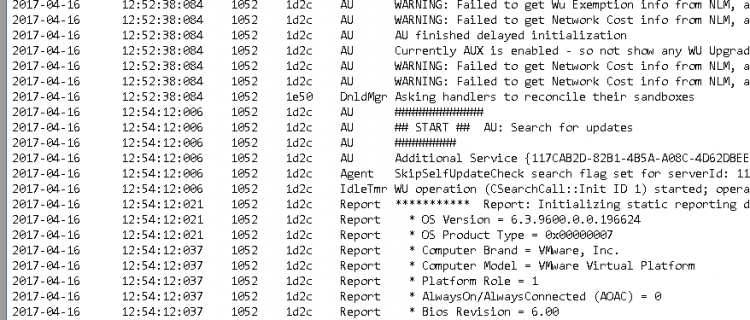 2017-04-16 12:52:38:084 1052 1d2c AU WARNING: Failed to get Wu Exemption info from NLM, a
2017-04-16 12:52:38:084 1052 1d2c AU WARNING: Failed to get Network Cost info from NLM, a
2017-04-16 12:52:38:084 1052 1d2c AU AU finished delayed initialization
2017-04-16 12:52:38:084 1052 1d2c AU Currently AUX is enabled - so not show any WU Upgrad
2017-04-16 12:52:38:084 1052 1d2c AU WARNING: Failed to get Network Cost info from NLM, a
2017-04-16 12:52:38:084 1052 1d2c AU WARNING: Failed to get Network Cost info from NLM, a
2017-04-16 12:52:38:084 1052 1e50 DnldMgr Asking handlers to reconcile their sandboxes
2017-04-16 12:54:12:006 1052 1d2c AU #############
2017-04-16 12:54:12:006 1052 1d2c AU ## START ## AU: Search for updates
2017-04-16 12:54:12:006 1052 1d2c AU #########
2017-04-16 12:54:12:006 1052 1d2c AU Additional Service {117CAB2D-82B1-4B5A-A08C-4D62DBEE
2017-04-16 12:54:12:006 1052 1d2c Agent SkipSelfUpdateCheck search flag set for serverId: 11
2017-04-16 12:54:12:006 1052 1d2c IdleTmr WU operation (CSearchCall::Init ID 1) started; opera
2017-04-16 12:54:12:021 1052 1d2c Report *********** Report: Initializing static reporting d
2017-04-16 12:54:12:021 1052 1d2c Report * OS Version = 6.3.9600.0.0.196624
2017-04-16 12:54:12:021 1052 1d2c Report * OS Product Type = 0x00000007
2017-04-16 12:54:12:037 1052 1d2c Report * Computer Brand = VMware, Inc.
2017-04-16 12:54:12:037 1052 1d2c Report * Computer Model = VMware Virtual Platform
2017-04-16 12:54:12:037 1052 1d2c Report * Platform Role = 1
2017-04-16 12:54:12:037 1052 1d2c Report * AlwaysOn/AlwaysConnected (AOAC) = 0
2017-04-16 12:54:12:037 1052 1d2c Report * Bios Revision = 6.00